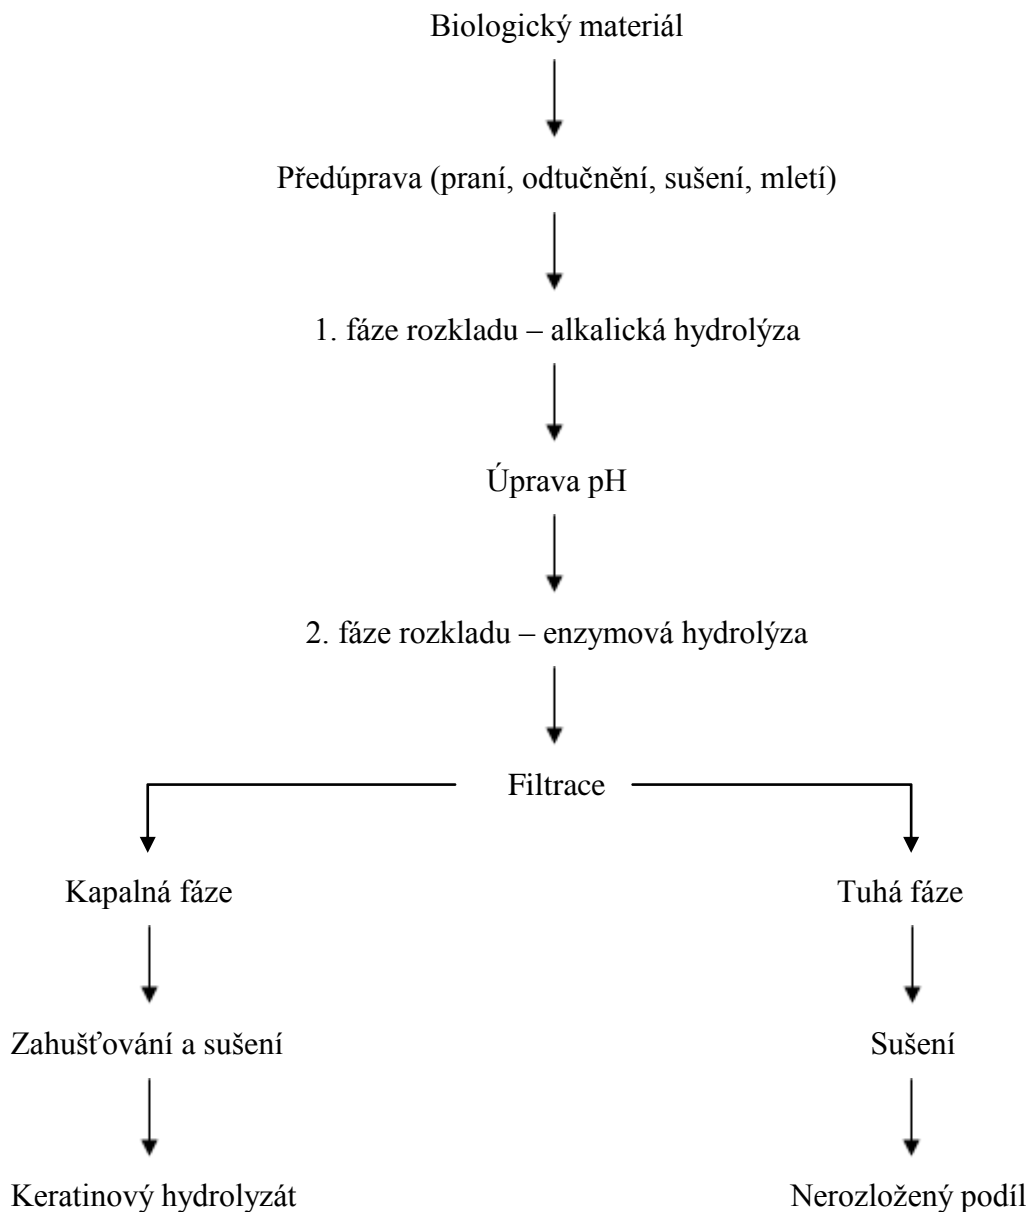 Biologický materiál
Předúprava (praní, odtučnění, sušení, mletí)
1. fáze rozkladu – alkalická hydrolýza
Úprava pH
2. fáze rozkladu – enzymová hydrolýza
Filtrace
Kapalná fáze
Tuhá fáze
Zahušťování a sušení
Sušení
Keratinový hydrolyzát
Nerozložený podíl